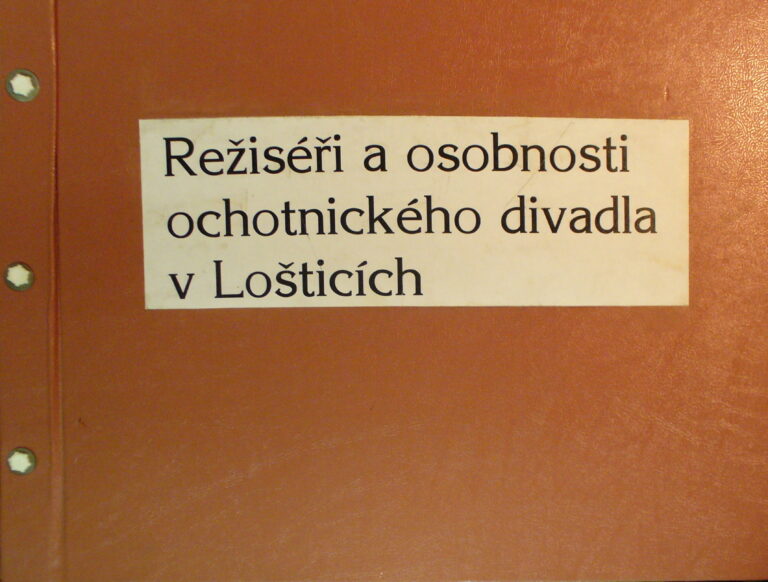 Režiséři a osobnosti
ochotnického divadla
v Lošticích